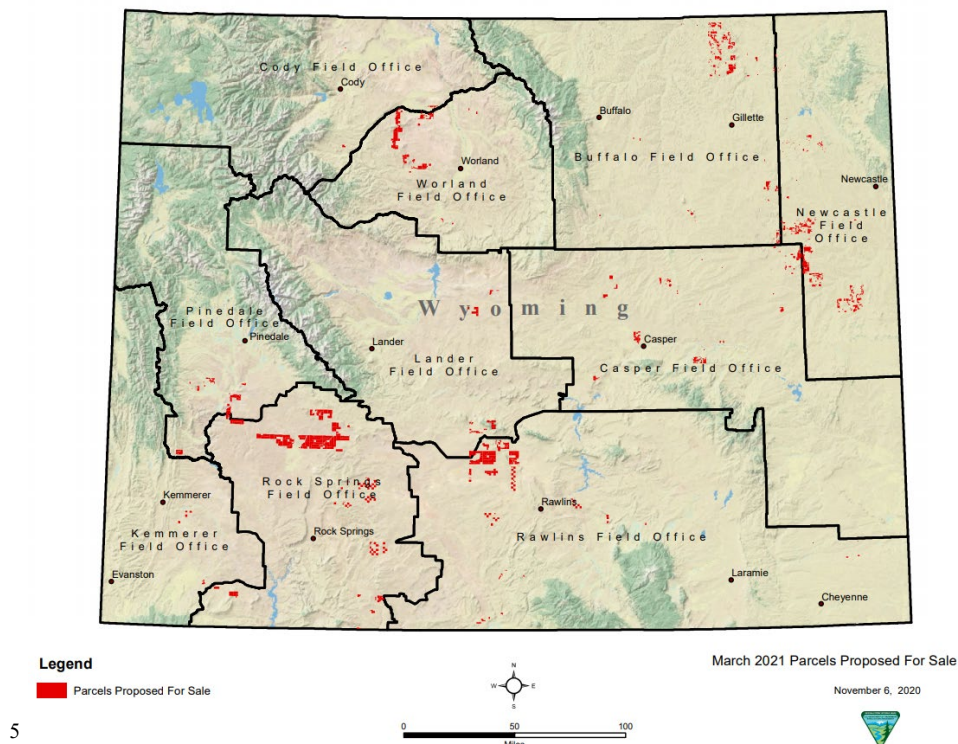 Cody Field Office
Cody
Buffalo
Gillette
Buffalo Field Office
Worland
Worland
Field Office
Newcastle
Newcastle
Field
Office
Wyoming
Pinedale
Field Office
Pinedale
Lander
Lander
Field Office
Casper
Casper Field Office
Rock Springs
Field Office
Kemmerer
Rawlins
Kemmerer
Field Office
Rock Springs
Rawlins Field Office
Evanston
Laramie
Cheyenne
Legend
Parcels Proposed For Sale
N
W E
S
March 2021 Parcels Proposed For Sale
November 6, 2020
0 50 100
Miles
5